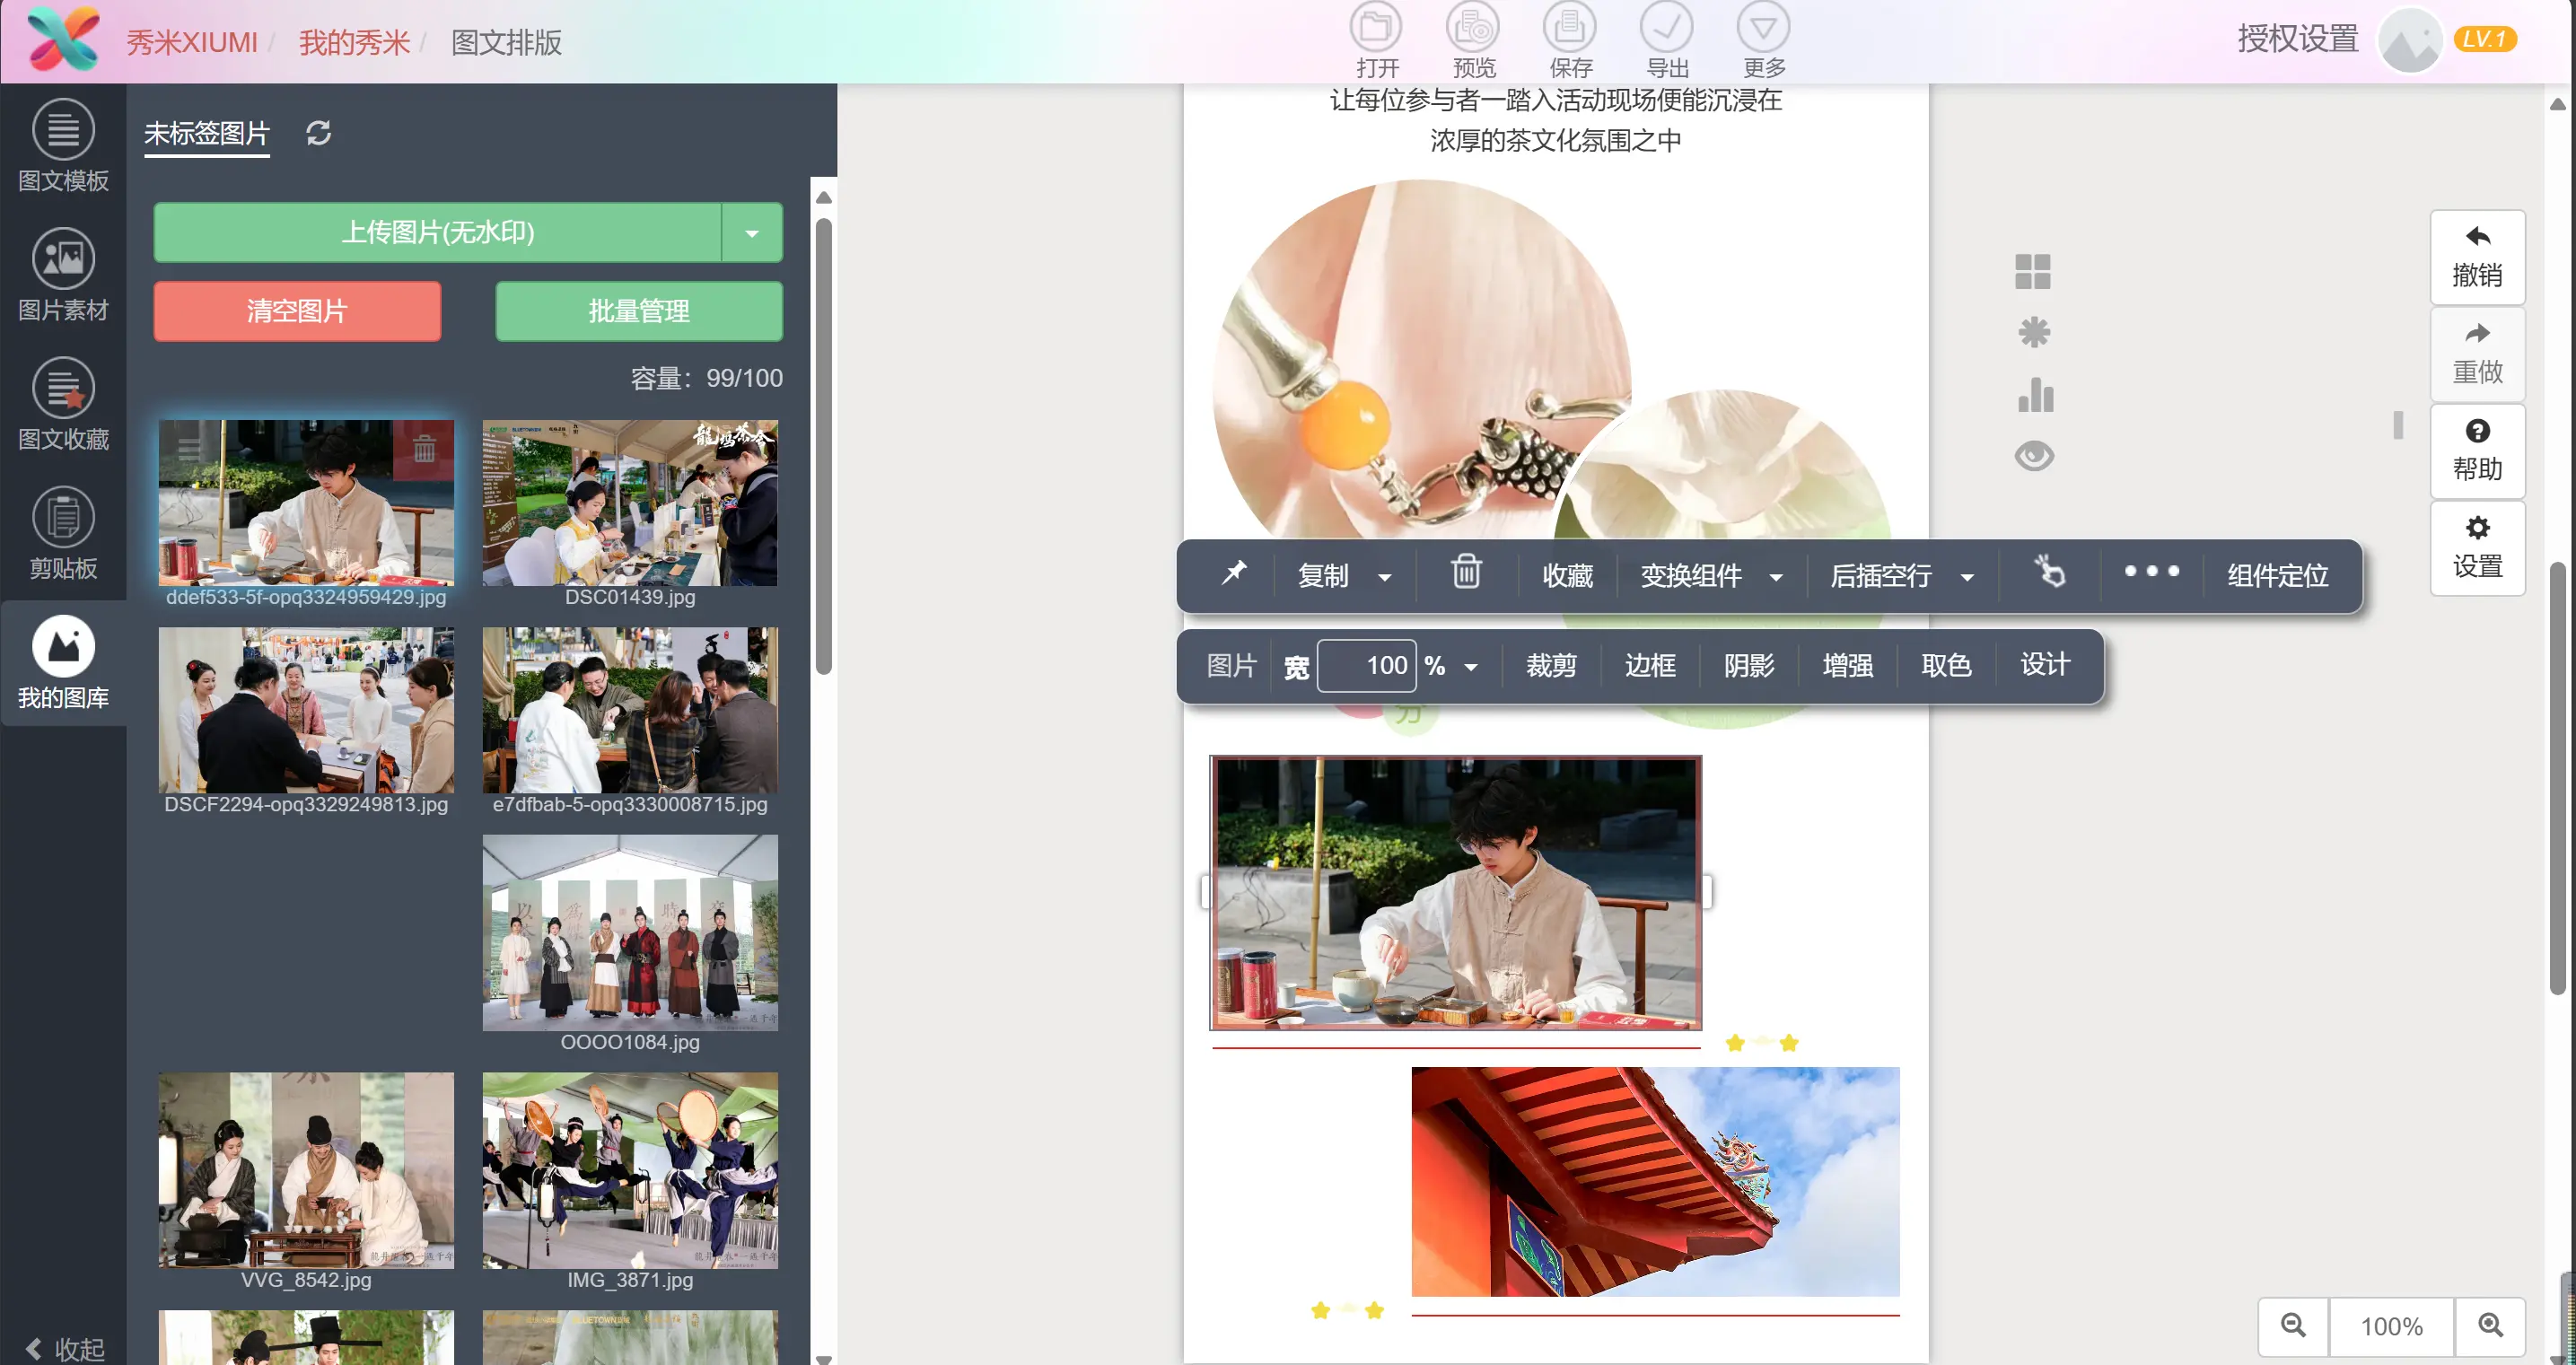 秀米XIUMI / 我的秀米 / 图文排版
打开 预览 保存 导出 更多
授权设置 LV.1
图文模板
图片素材
图文收藏
剪贴板
我的图库
收起
未标签图片
上传图片(无水印)
清空图片 批量管理
容量：99/100
ddef533-5f-opq3324959429.jpg
龍塢茶会
DSC01439.jpg
DSCF2294-opq3329249813.jpg
e7dfbab-5-opq3330008715.jpg
OOOO1084.jpg
VVG_8542.jpg
IMG_3871.jpg
BLUETOWN
让每位参与者一踏入活动现场便能沉浸在
浓厚的茶文化氛围之中
复制 收藏 变换组件 后插空行 组件定位
图片 宽 100 % 裁剪 边框 阴影 增强 取色 设计
撤销
重做
帮助
设置
100%